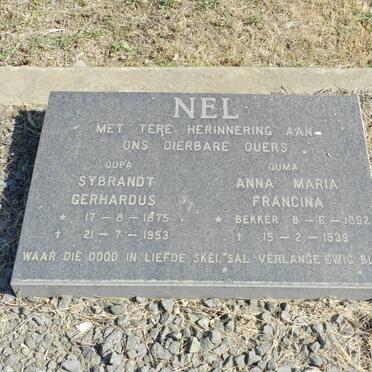 NEL
MET TERE HERINNERING AAN
ONS DIERBARE OUERS
OUPA OUMA
SYBRANDT ANNA MARIA
GERHARDUS FRANCINA
* 17-8-1875 * BEKKER 8-6-1892
† 21-7-1953 † 15-2-1939
WAAR DIE DOOD IN LIEFDE SKEI, SAL VERLANGE EWIG